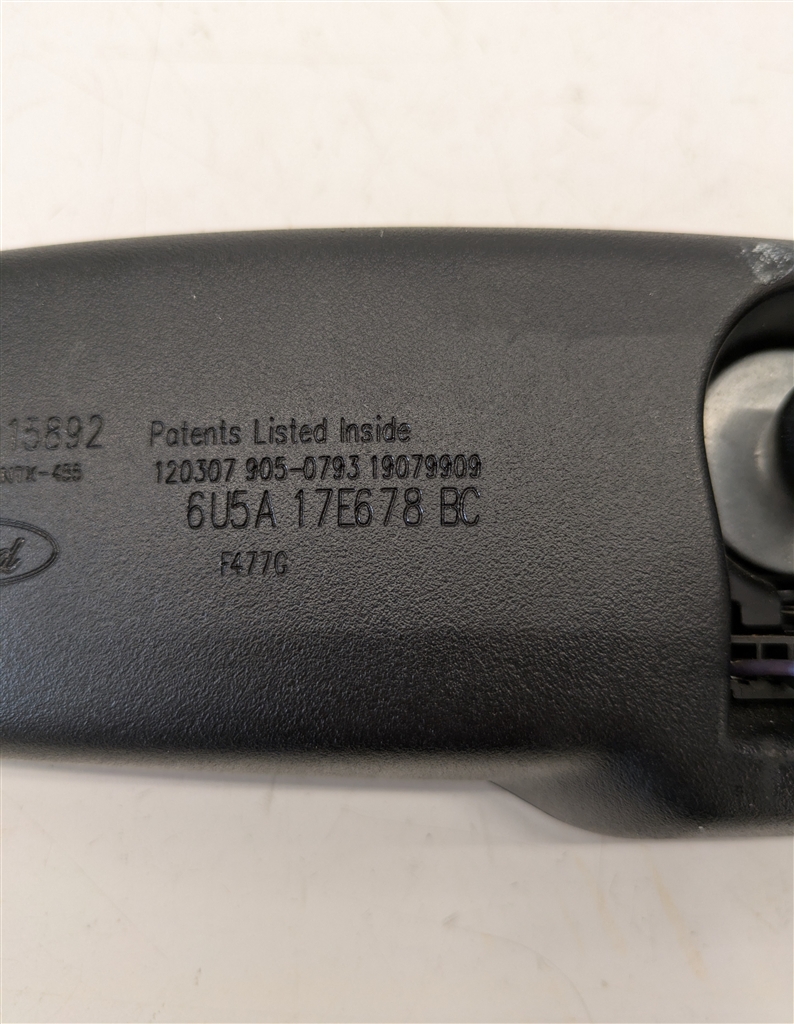 15892
Patents Listed Inside
120307 905-0793 19079909
6U5A 17E678 BC
F477G